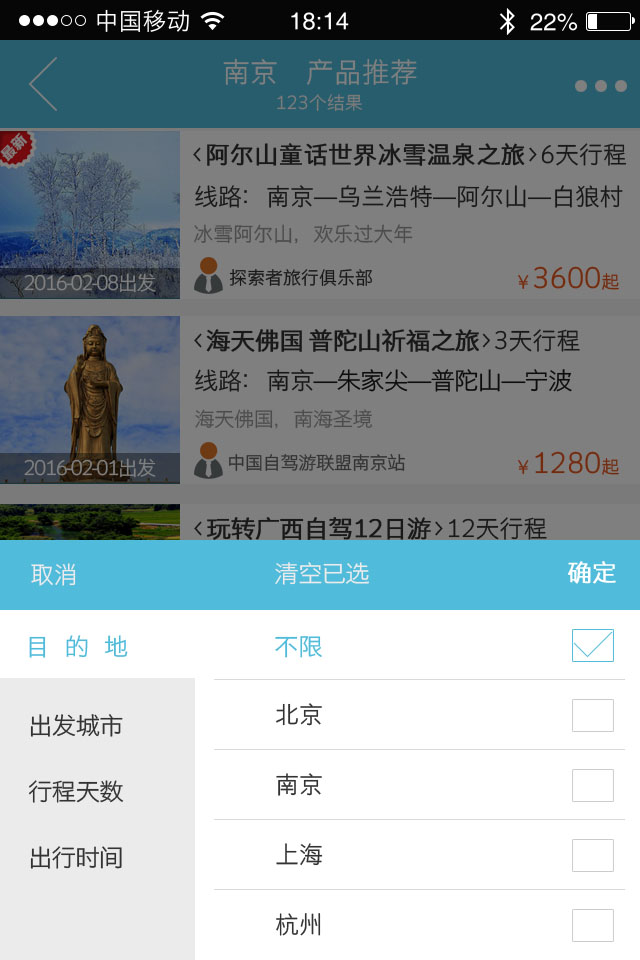 中国移动 18:14 22%
南京 产品推荐
123个结果
最新
<阿尔山童话世界冰雪温泉之旅>6天行程
线路： 南京—乌兰浩特—阿尔山—白狼村
冰雪阿尔山，欢乐过大年
2016-02-08出发
探索者旅行俱乐部
¥3600起
<海天佛国 普陀山祈福之旅>3天行程
线路： 南京—朱家尖—普陀山—宁波
海天佛国，南海圣境
2016-02-01出发
中国自驾游联盟南京站
¥1280起
<玩转广西自驾12日游>12天行程
取消 清空已选 确定
目的地
出发城市
行程天数
出行时间
不限
北京
南京
上海
杭州